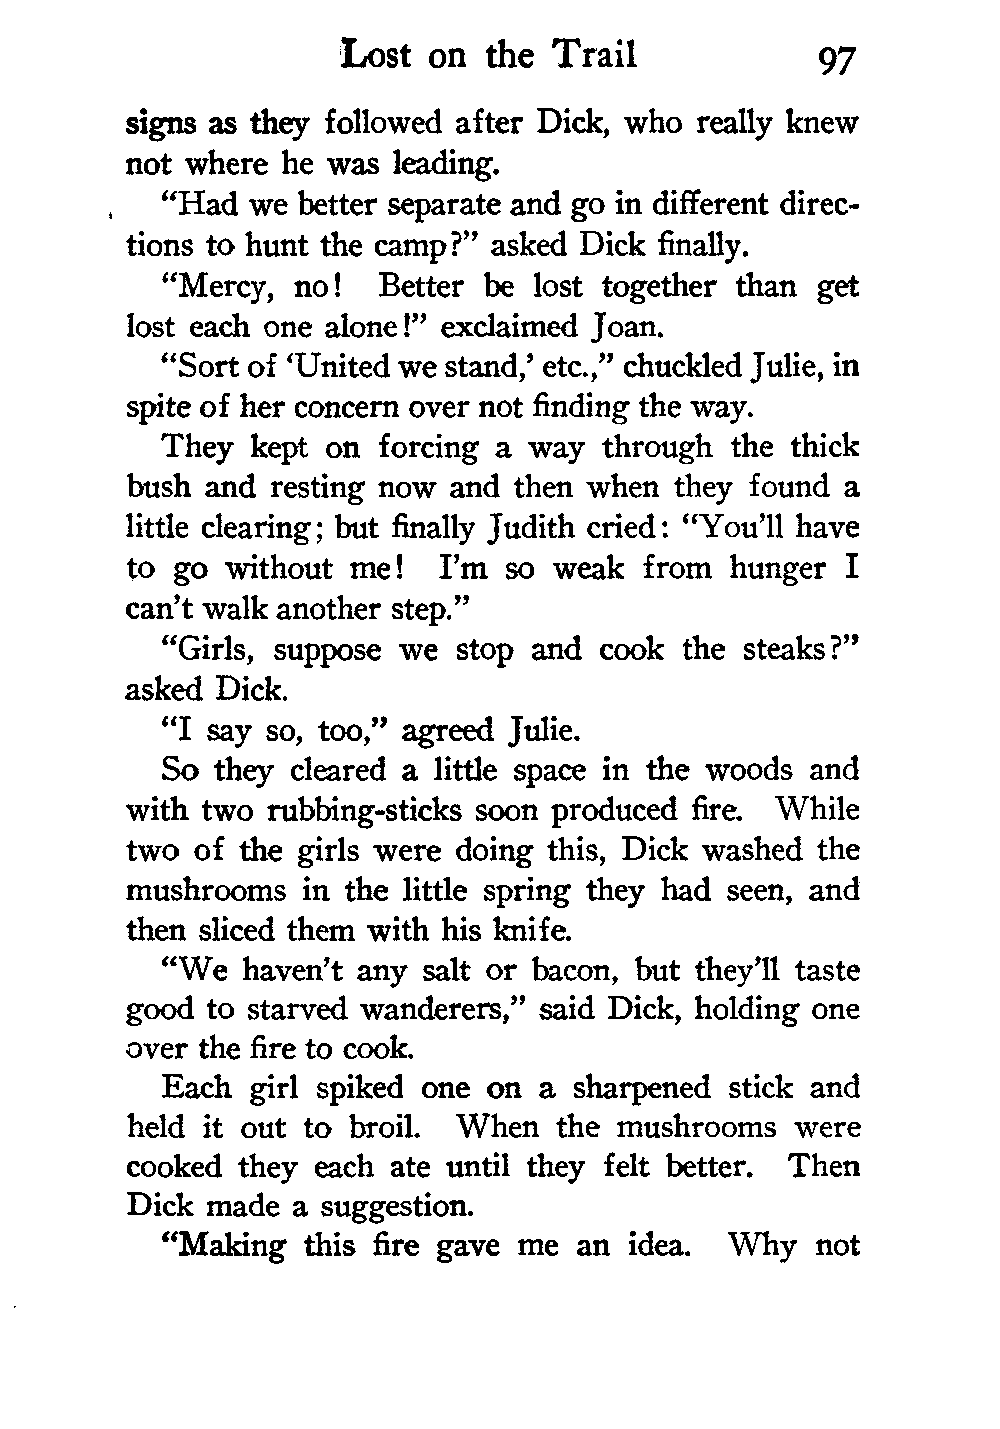 Lost on the Trail 97
signs as they followed after Dick, who really knew
not where he was leading.
“Had we better separate and go in different direc-
tions to hunt the camp?” asked Dick finally.
“Mercy, no! Better be lost together than get
lost each one alone!” exclaimed Joan.
“Sort of ‘United we stand,’ etc.,” chuckled Julie, in
spite of her concern over not finding the way.
They kept on forcing a way through the thick
bush and resting now and then when they found a
little clearing; but finally Judith cried: “You’ll have
to go without me! I’m so weak from hunger I
can’t walk another step.”
“Girls, suppose we stop and cook the steaks?”
asked Dick.
“I say so, too,” agreed Julie.
So they cleared a little space in the woods and
with two rubbing-sticks soon produced fire. While
two of the girls were doing this, Dick washed the
mushrooms in the little spring they had seen, and
then sliced them with his knife.
“We haven’t any salt or bacon, but they’ll taste
good to starved wanderers,” said Dick, holding one
over the fire to cook.
Each girl spiked one on a sharpened stick and
held it out to broil. When the mushrooms were
cooked they each ate until they felt better. Then
Dick made a suggestion.
“Making this fire gave me an idea. Why not